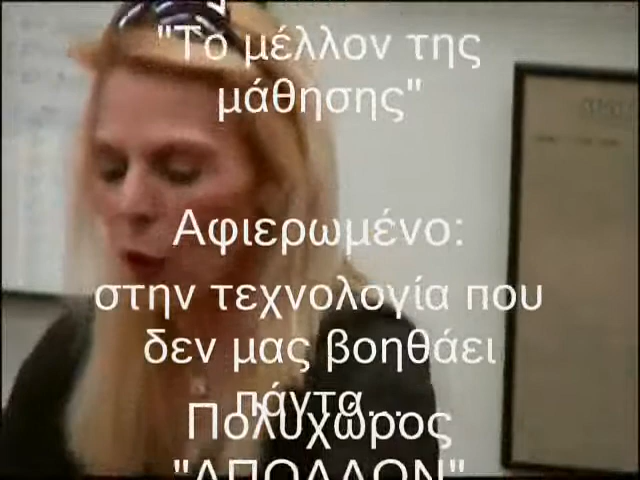 "Το μέλλον της
μάθησης"
Αφιερωμένο:
στην τεχνολογία που
δεν μας βοηθάει
πάντα...
Πολυχώρος
"ΑΠΟΛΛΩΝ"